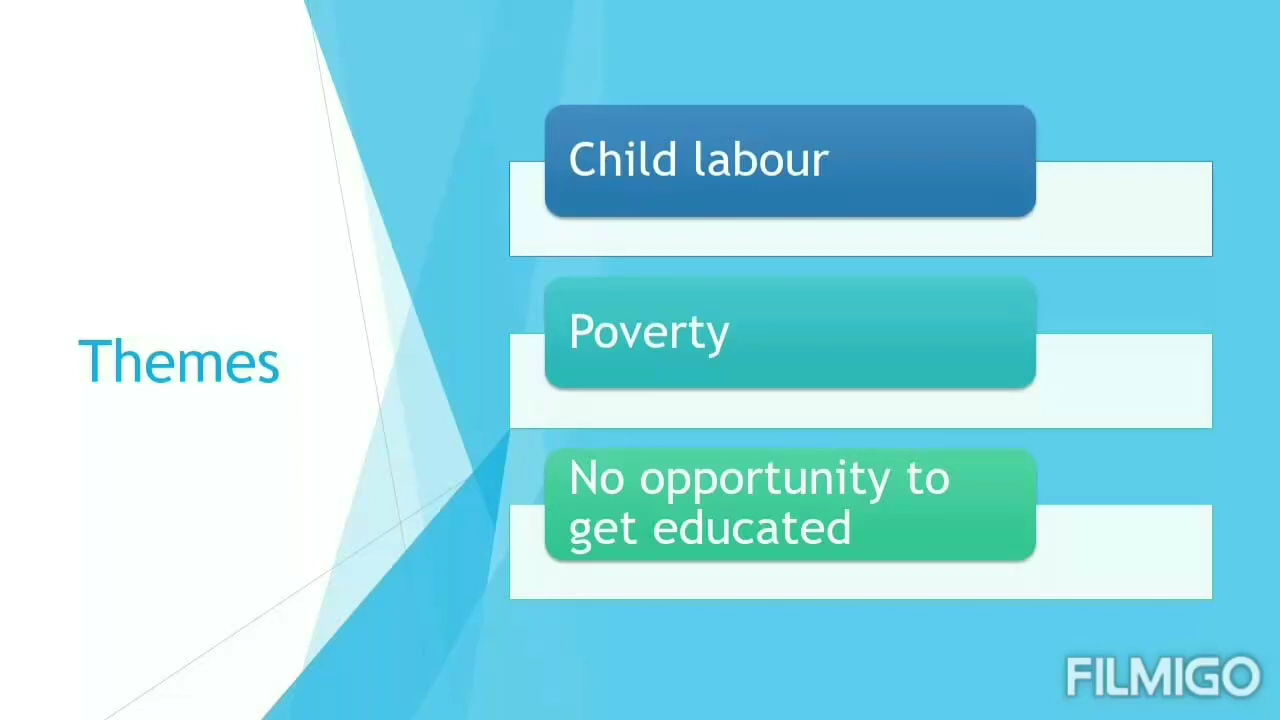 Themes
Child labour
Poverty
No opportunity to
get educated
FILMIGO